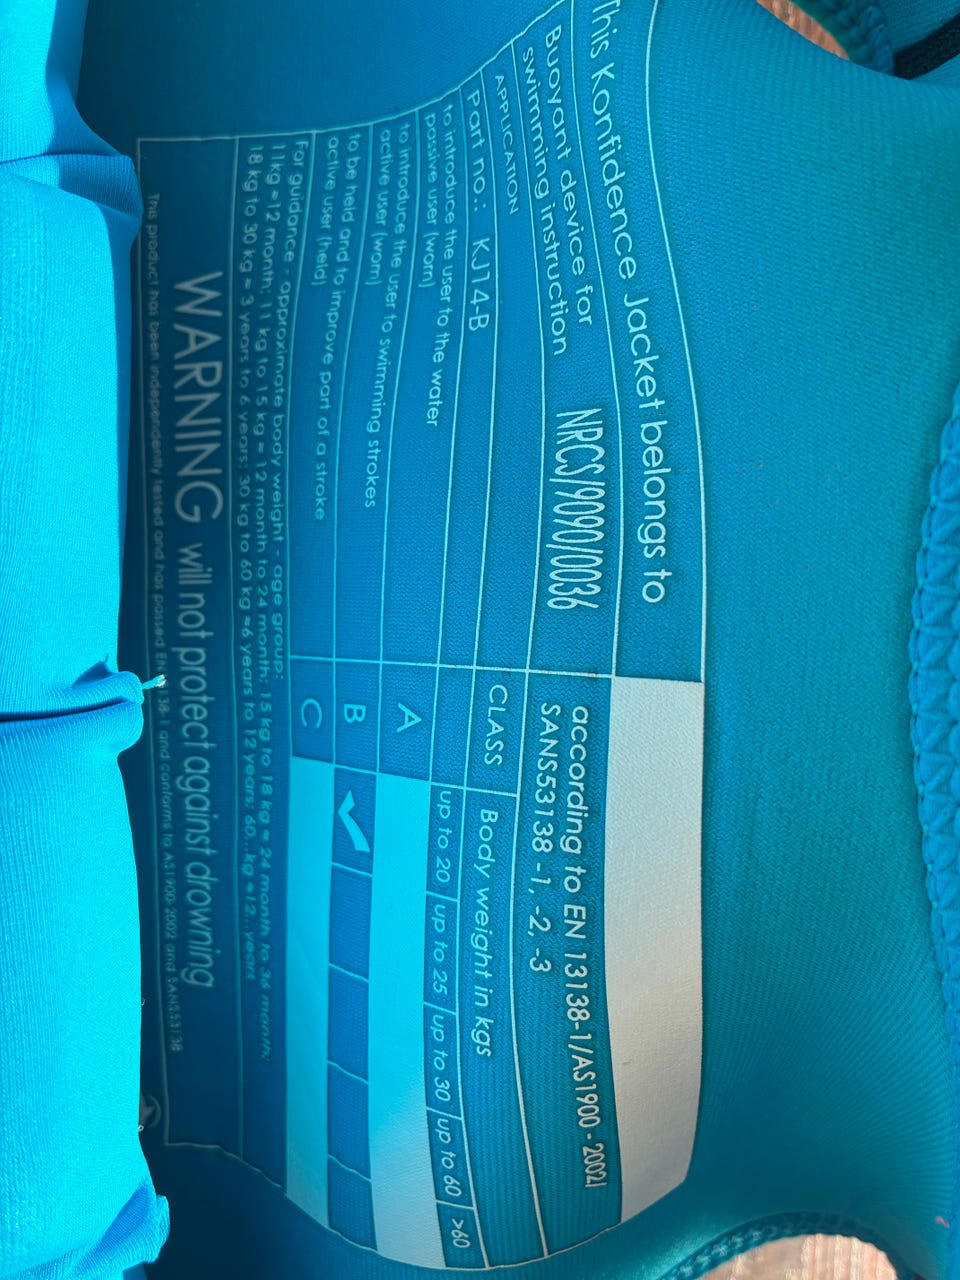 This Konfidence Jacket belongs to
Buoyant device for
swimming instruction
NRCS/9090/0036
according to EN 13138-1/AS1900 - 2002/
SANS53138 -1, -2, -3
APPLICATION
CLASS
Body weight in kgs
Part no.: KJ14-B
up to 20
up to 25
up to 30
up to 60
>60
to introduce the user to the water
passive user (worn)
A
to introduce the user to swimming strokes
active user (worn)
B
✓
to be held and to improve part of a stroke
active user (held)
C
For guidance - approximate body weight - age group:
11kg =12 month; 11 kg to 15 kg = 12 month to 24 month; 15 kg to 18 kg = 24 month to 36 month;
18 kg to 30 kg = 3 years to 6 years; 30 kg to 60 kg =6 years to 12 years; 60...kg =12...years
WARNING will not protect against drowning
This product has been independently tested and has passed EN 13138-1 and conforms to AS1900-2002 and SANS53138